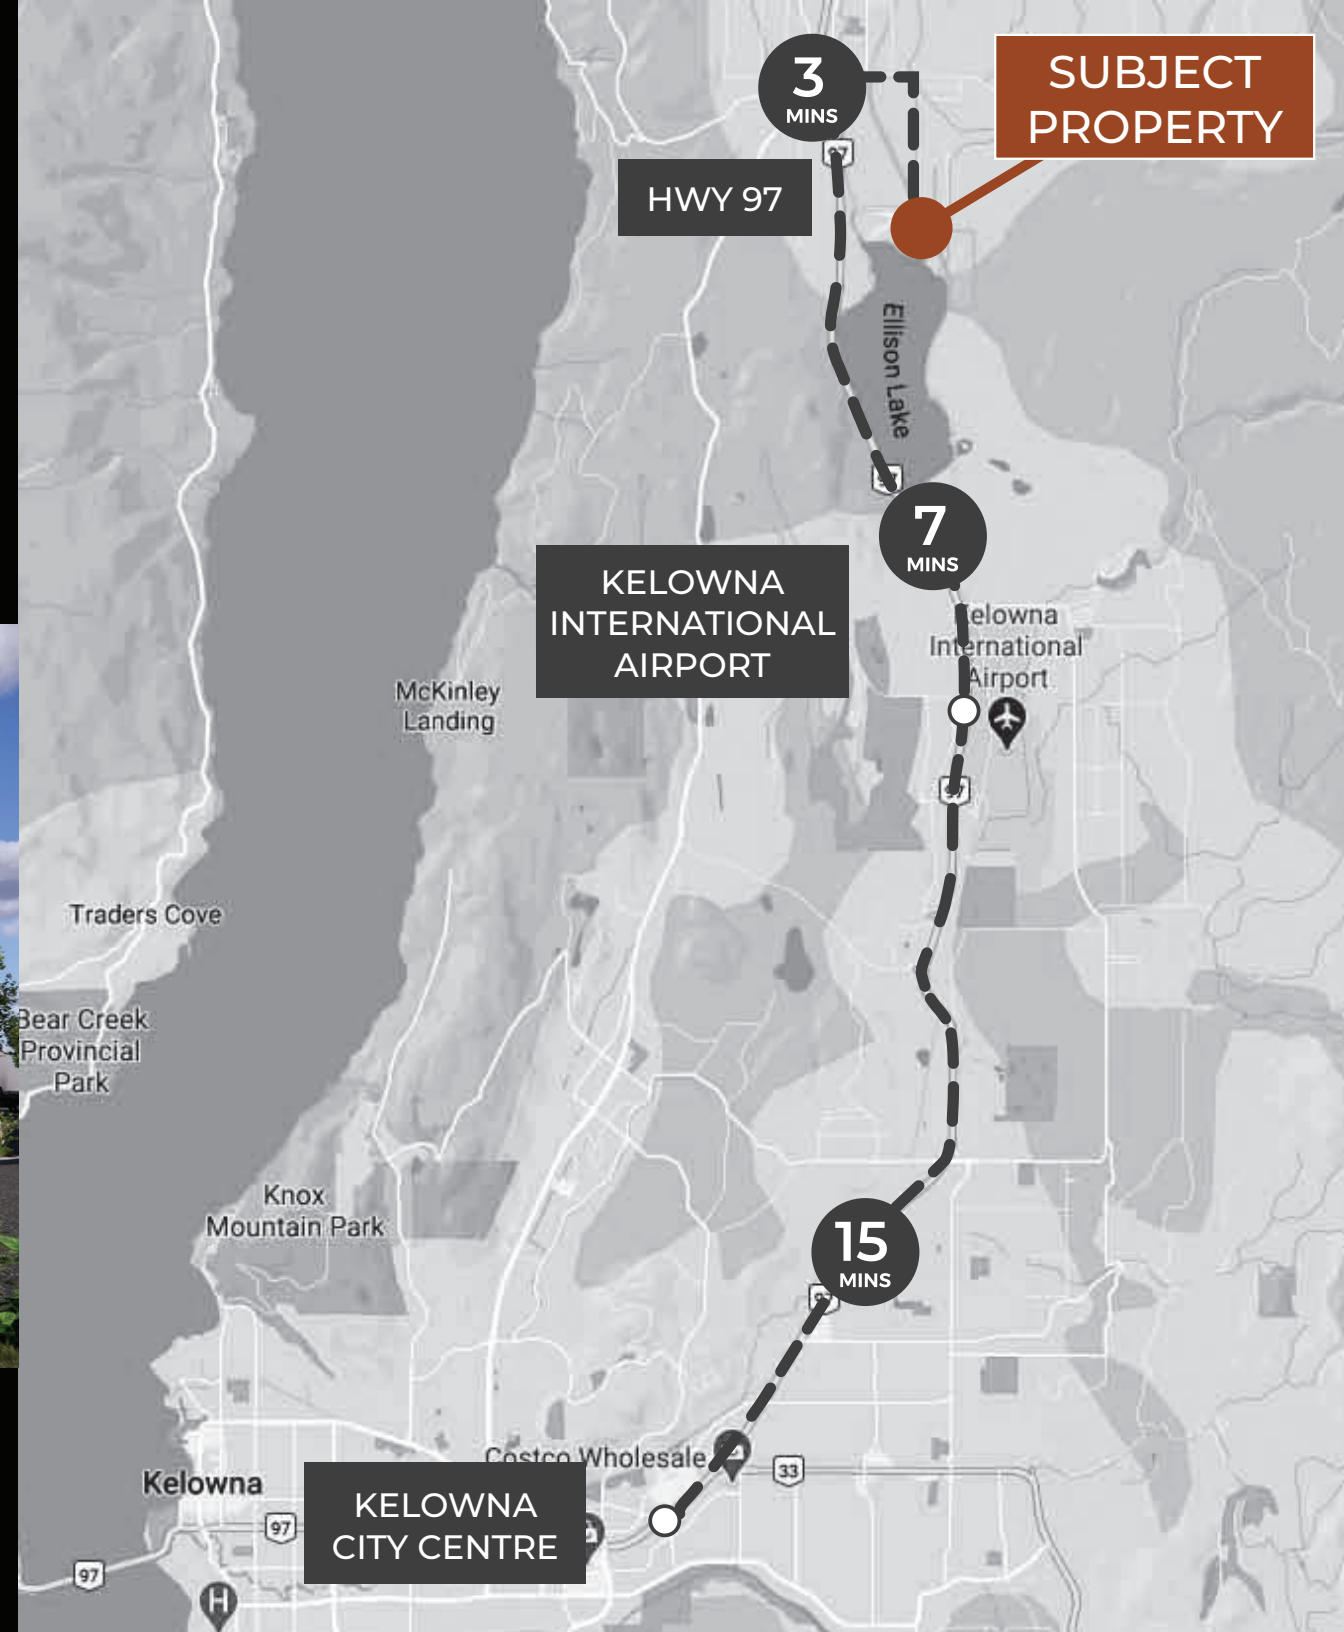 3
MINS
SUBJECT
PROPERTY
97
HWY 97
Ellison Lake
97
7
MINS
KELOWNA
INTERNATIONAL
AIRPORT
Kelowna
International
Airport
McKinley
Landing
97
Traders Cove
Bear Creek
Provincial
Park
Knox
Mountain Park
15
MINS
97
Costco Wholesale
33
Kelowna
KELOWNA
CITY CENTRE
97
97
H